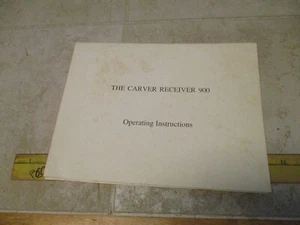 THE CARVER RECEIVER 900
Operating Instructions